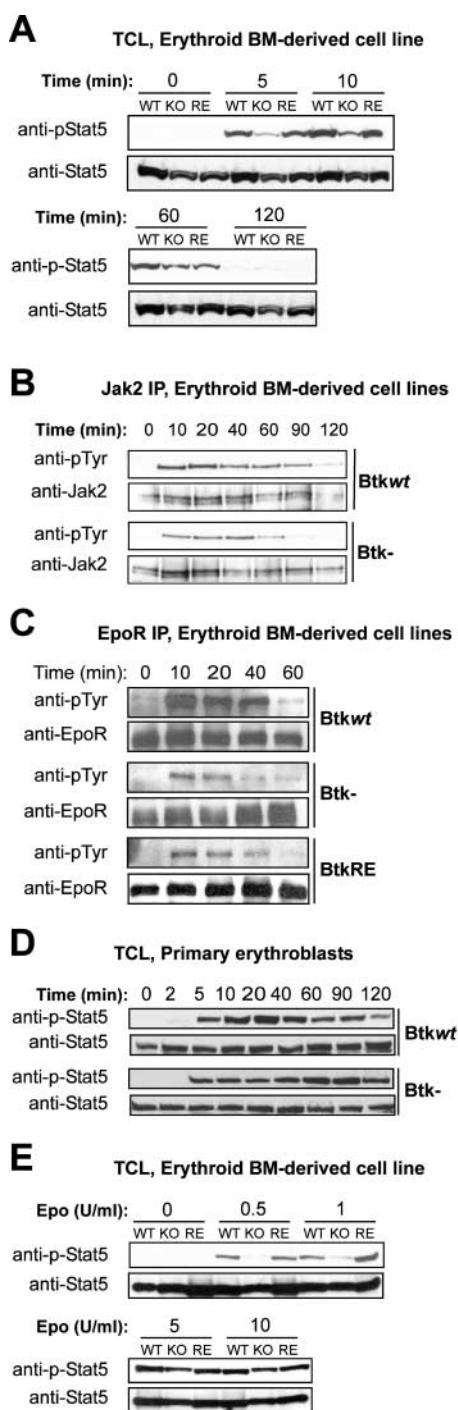 A TCL, Erythroid BM-derived cell line
Time (min): 0 5 10
WT KO RE WT KO RE WT KO RE
anti-pStat5
anti-Stat5
Time (min): 60 120
WT KO RE WT KO RE
anti-p-Stat5
anti-Stat5
B Jak2 IP, Erythroid BM-derived cell lines
Time (min): 0 10 20 40 60 90 120
anti-pTyr
Btkwt
anti-Jak2
anti-pTyr
Btk-
anti-Jak2
C EpoR IP, Erythroid BM-derived cell lines
Time (min): 0 10 20 40 60
anti-pTyr
Btkwt
anti-EpoR
anti-pTyr
Btk-
anti-EpoR
anti-pTyr
BtkRE
anti-EpoR
D TCL, Primary erythroblasts
Time (min): 0 2 5 10 20 40 60 90 120
anti-p-Stat5
Btkwt
anti-Stat5
anti-p-Stat5
Btk-
anti-Stat5
E TCL, Erythroid BM-derived cell line
Epo (U/ml): 0 0.5 1
WT KO RE WT KO RE WT KO RE
anti-p-Stat5
anti-Stat5
Epo (U/ml): 5 10
WT KO RE WT KO RE
anti-p-Stat5
anti-Stat5